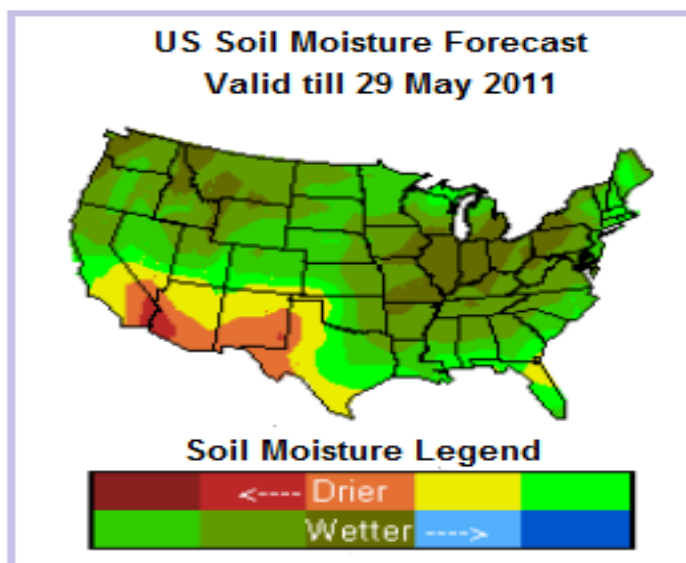 US Soil Moisture Forecast
Valid till 29 May 2011
Soil Moisture Legend
<---- Drier
Wetter ---->